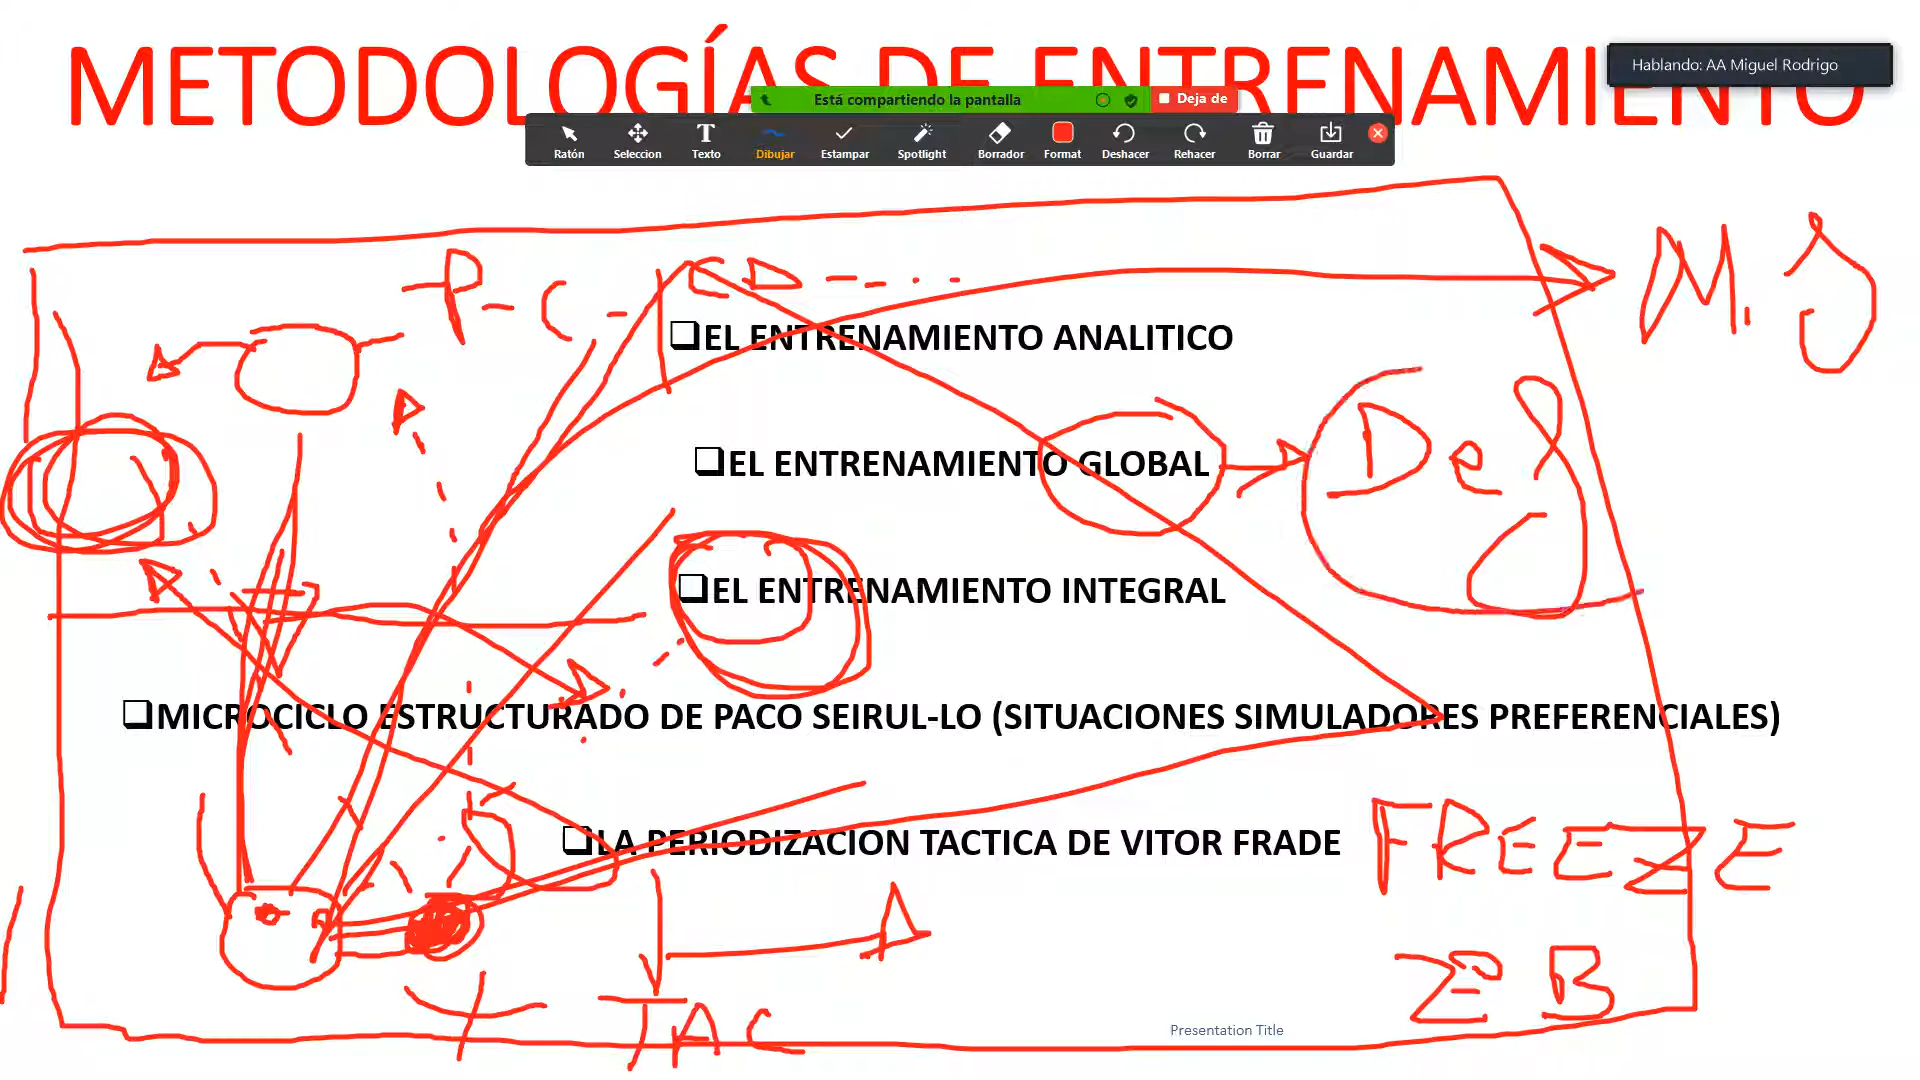 METODOLOGÍAS DE ENTRENAMIENTO
Hablando: AA Miguel Rodrigo
Está compartiendo la pantalla
Deja de
Ratón Seleccion Texto Dibujar Estampar Spotlight Borrador Format Deshacer Rehacer Borrar Guardar
M. J
P-C-
❑EL ENTRENAMIENTO ANALITICO
❑EL ENTRENAMIENTO GLOBAL
❑EL ENTRENAMIENTO INTEGRAL
❑MICROCICLO ESTRUCTURADO DE PACO SEIRUL-LO (SITUACIONES SIMULADORES PREFERENCIALES)
❑LA PERIODIZACION TACTICA DE VITOR FRADE
FREEZE
TAC
Presentation Title